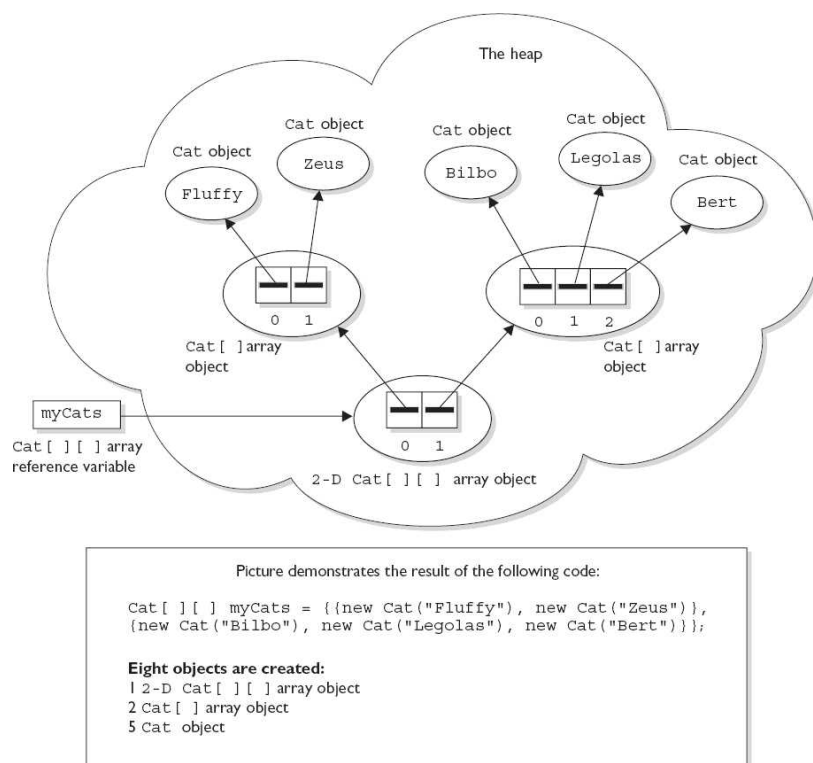 The heap
Cat object
Cat object
Cat object
Cat object
Cat object
Fluffy
Zeus
Bilbo
Legolas
Bert
0 1
0 1 2
Cat[ ] array
object
Cat[ ] array
object
myCats
Cat[ ][ ] array
reference variable
0 1
2-D Cat[ ][ ] array object
Picture demonstrates the result of the following code:
Cat[ ][ ] myCats = {{new Cat("Fluffy"), new Cat("Zeus")},
{new Cat("Bilbo"), new Cat("Legolas"), new Cat("Bert")}};
Eight objects are created:
1 2-D Cat[ ][ ] array object
2 Cat[ ] array object
5 Cat object